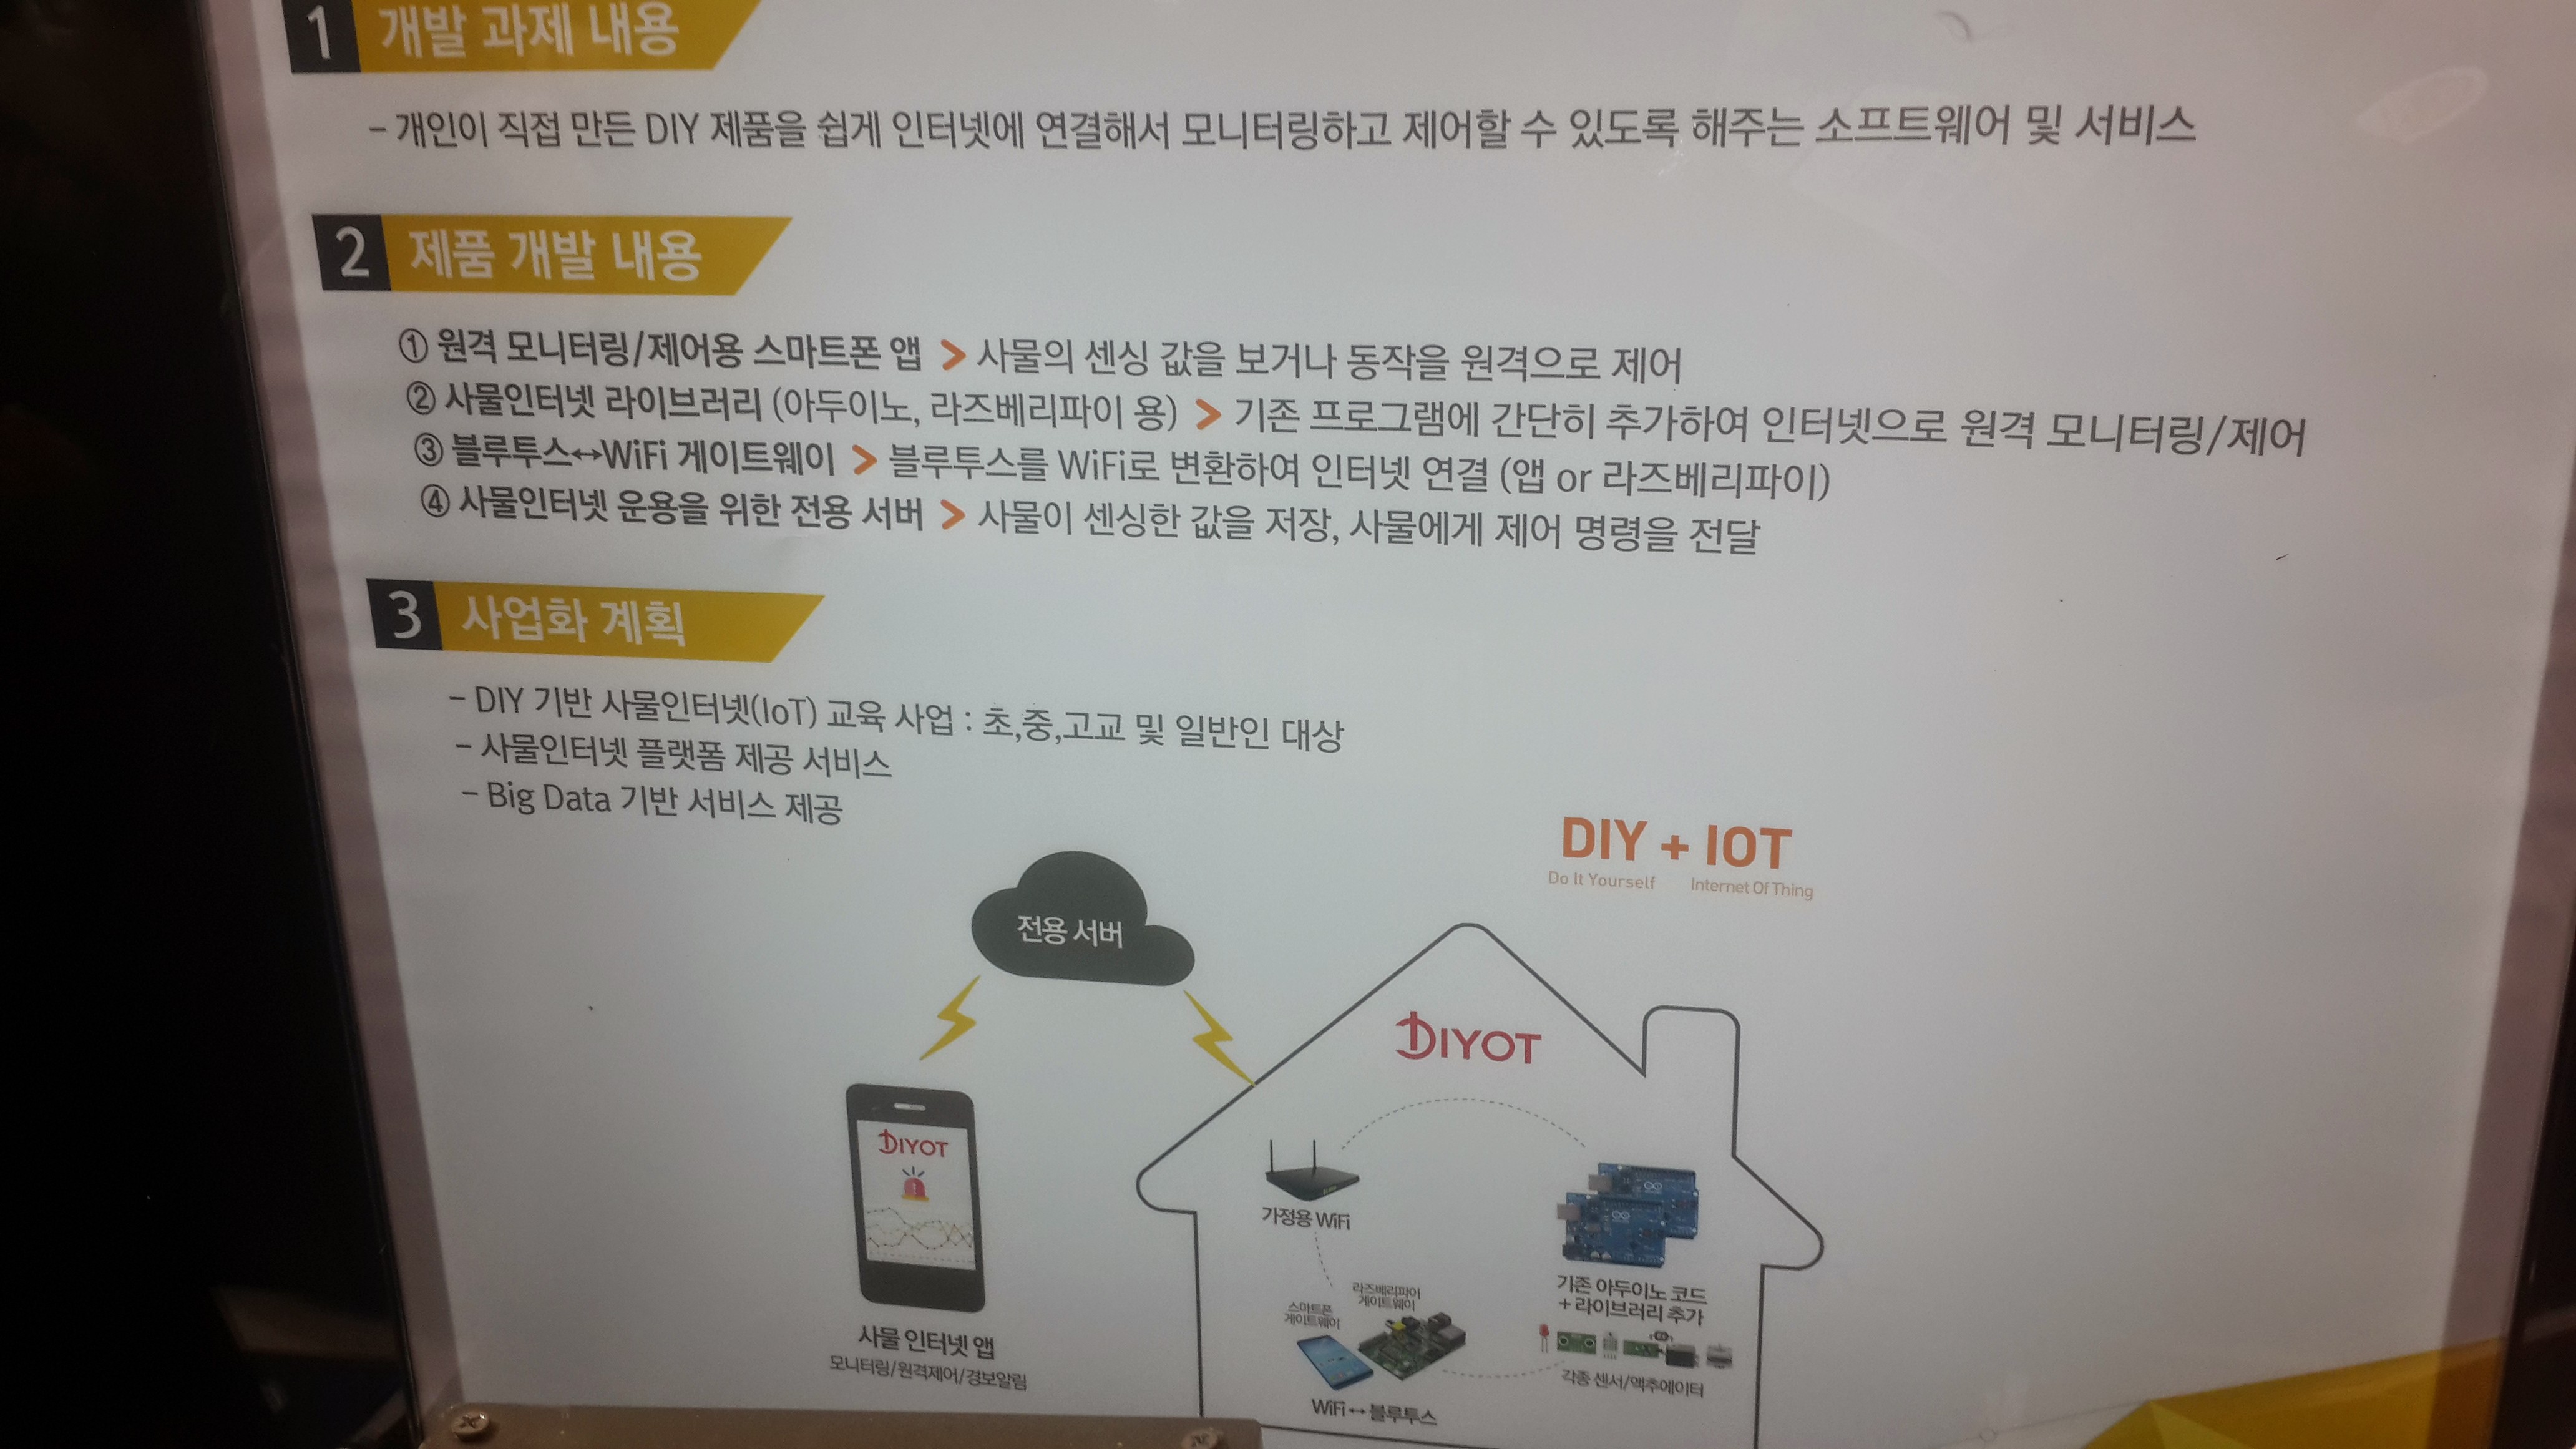 1 개발 과제 내용
– 개인이 직접 만든 DIY 제품을 쉽게 인터넷에 연결해서 모니터링하고 제어할 수 있도록 해주는 소프트웨어 및 서비스
2 제품 개발 내용
① 원격 모니터링/제어용 스마트폰 앱 > 사물의 센싱 값을 보거나 동작을 원격으로 제어
② 사물인터넷 라이브러리 (아두이노, 라즈베리파이 용) > 기존 프로그램에 간단히 추가하여 인터넷으로 원격 모니터링/제어
③ 블루투스↔WiFi 게이트웨이 > 블루투스를 WiFi로 변환하여 인터넷 연결 (앱 or 라즈베리파이)
④ 사물인터넷 운용을 위한 전용 서버 > 사물이 센싱한 값을 저장, 사물에게 제어 명령을 전달
3 사업화 계획
– DIY 기반 사물인터넷(IoT) 교육 사업 : 초,중,고교 및 일반인 대상
– 사물인터넷 플랫폼 제공 서비스
– Big Data 기반 서비스 제공
DIY + IOT
Do It Yourself Internet Of Thing
전용 서버
DIYOT
DIYOT
가정용 WiFi
기존 아두이노 코드
+ 라이브러리 추가
라즈베리파이
게이트웨이
스마트폰
게이트웨이
사물 인터넷 앱
모니터링/원격제어/경보알림
각종 센서/액추에이터
WiFi↔블루투스